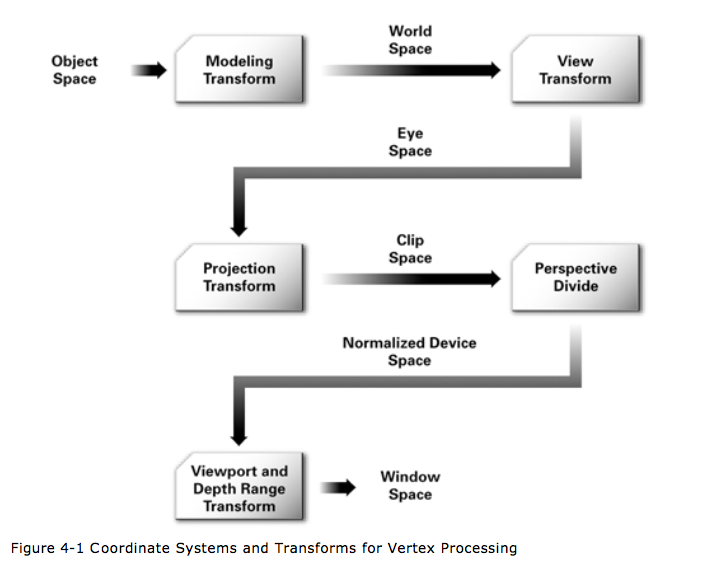 Object
Space
Modeling
Transform
World
Space
View
Transform
Eye
Space
Projection
Transform
Clip
Space
Perspective
Divide
Normalized Device
Space
Viewport and
Depth Range
Transform
Window
Space
Figure 4-1 Coordinate Systems and Transforms for Vertex Processing